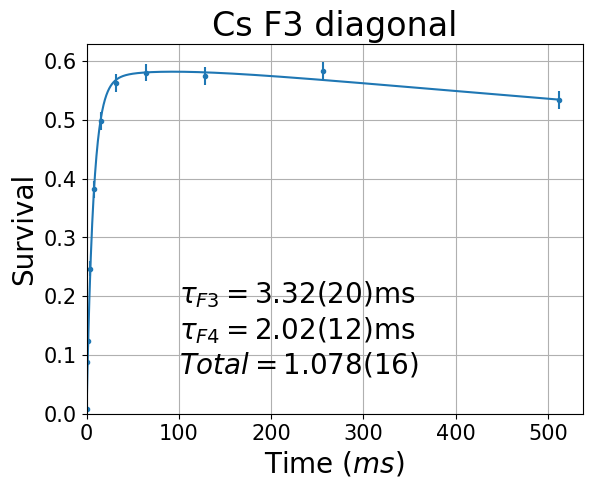 Cs F3 diagonal
Survival
0.6
0.5
0.4
0.3
0.2
0.1
0.0
τF3 = 3.32(20)ms
τF4 = 2.02(12)ms
Total = 1.078(16)
0 100 200 300 400 500
Time (ms)